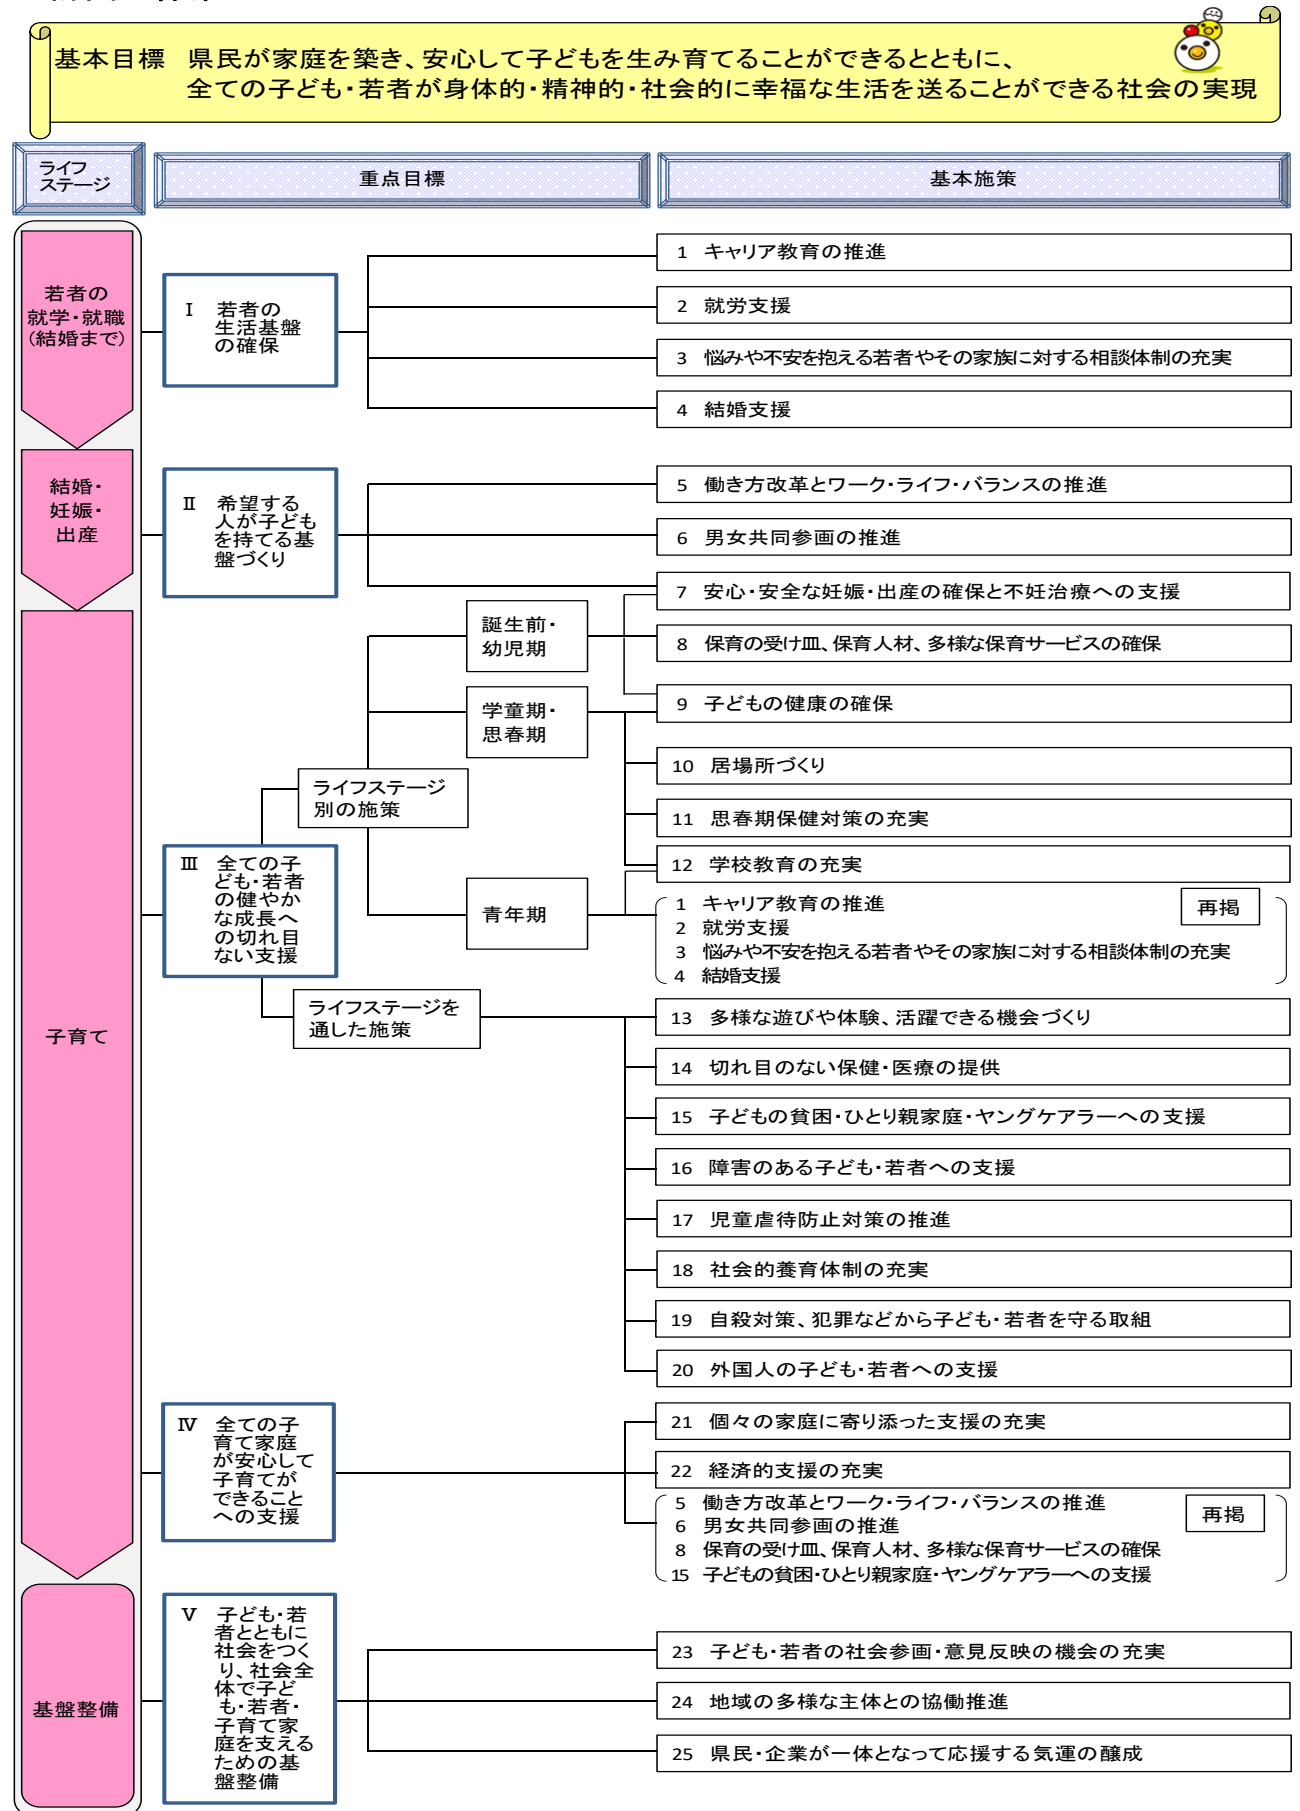 基本目標　県民が家庭を築き、安心して子どもを生み育てることができるとともに、
全ての子ども・若者が身体的・精神的・社会的に幸福な生活を送ることができる社会の実現
ライフ
ステージ
重点目標
基本施策
若者の
就学・就職
(結婚まで)
Ⅰ　若者の
生活基盤
の確保
1　キャリア教育の推進
2　就労支援
3　悩みや不安を抱える若者やその家族に対する相談体制の充実
4　結婚支援
結婚・
妊娠・
出産
Ⅱ　希望する
人が子ども
を持てる基
盤づくり
5　働き方改革とワーク・ライフ・バランスの推進
6　男女共同参画の推進
7　安心・安全な妊娠・出産の確保と不妊治療への支援
子育て
Ⅲ　全ての子
ども・若者
の健やか
な成長へ
の切れ目
ない支援
ライフステージ
別の施策
誕生前・
幼児期
8　保育の受け皿、保育人材、多様な保育サービスの確保
9　子どもの健康の確保
学童期・
思春期
10　居場所づくり
11　思春期保健対策の充実
12　学校教育の充実
青年期
1　キャリア教育の推進
2　就労支援
3　悩みや不安を抱える若者やその家族に対する相談体制の充実
4　結婚支援
再掲
ライフステージを
通した施策
13　多様な遊びや体験、活躍できる機会づくり
14　切れ目のない保健・医療の提供
15　子どもの貧困・ひとり親家庭・ヤングケアラーへの支援
16　障害のある子ども・若者への支援
17　児童虐待防止対策の推進
18　社会的養育体制の充実
19　自殺対策、犯罪などから子ども・若者を守る取組
20　外国人の子ども・若者への支援
Ⅳ　全ての子
育て家庭
が安心して
子育てが
できること
への支援
21　個々の家庭に寄り添った支援の充実
22　経済的支援の充実
5　働き方改革とワーク・ライフ・バランスの推進
6　男女共同参画の推進
8　保育の受け皿、保育人材、多様な保育サービスの確保
15　子どもの貧困・ひとり親家庭・ヤングケアラーへの支援
再掲
基盤整備
Ⅴ　子ども・若
者とともに
社会をつく
り、社会全
体で子ど
も・若者・
子育て家
庭を支える
ための基
盤整備
23　子ども・若者の社会参画・意見反映の機会の充実
24　地域の多様な主体との協働推進
25　県民・企業が一体となって応援する気運の醸成